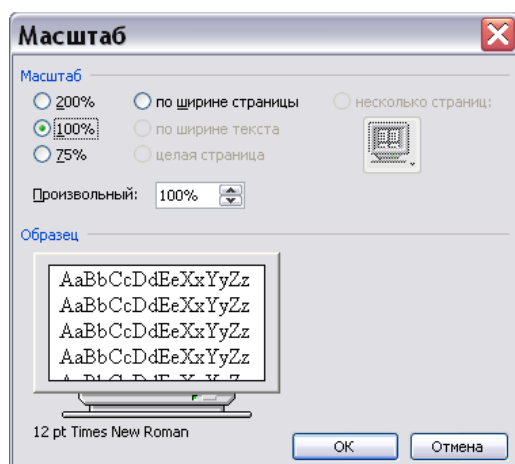 Масштаб
Масштаб
200% по ширине страницы несколько страниц:
100% по ширине текста
75% целая страница
Произвольный: 100%
Образец
AaBbCcDdEeXxYyZz
AaBbCcDdEeXxYyZz
AaBbCcDdEeXxYyZz
AaBbCcDdEeXxYyZz
12 pt Times New Roman
ОК Отмена